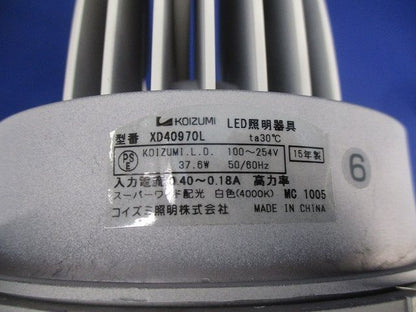 KOIZUMI LED照明器具
型番 XD40970L ta30℃
PS E KOIZUMI.L.D. 100～254V 15年製
37.6W 50/60Hz
入力電流 0.40～0.18A 高力率
スーパーワイド配光 白色(4000K) MC 1005
コイズミ照明株式会社 MADE IN CHINA
6